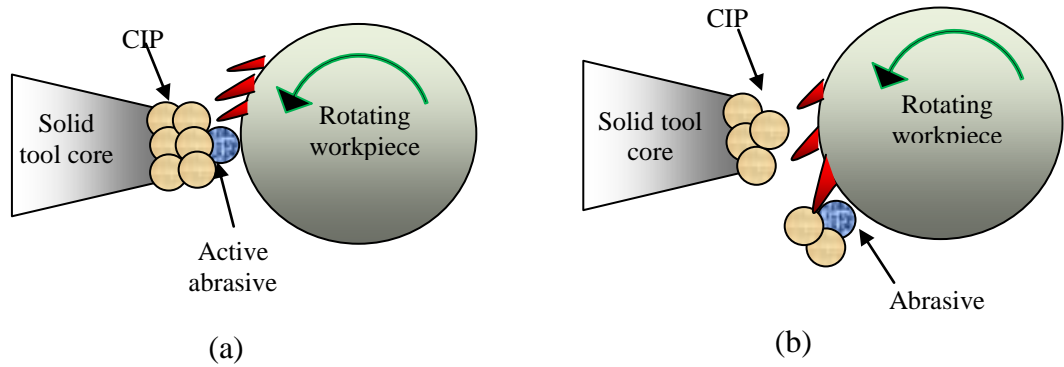 CIP
Solid
tool core
Rotating
workpiece
Active
abrasive
(a)
CIP
Solid tool
core
Rotating
workpiece
Abrasive
(b)